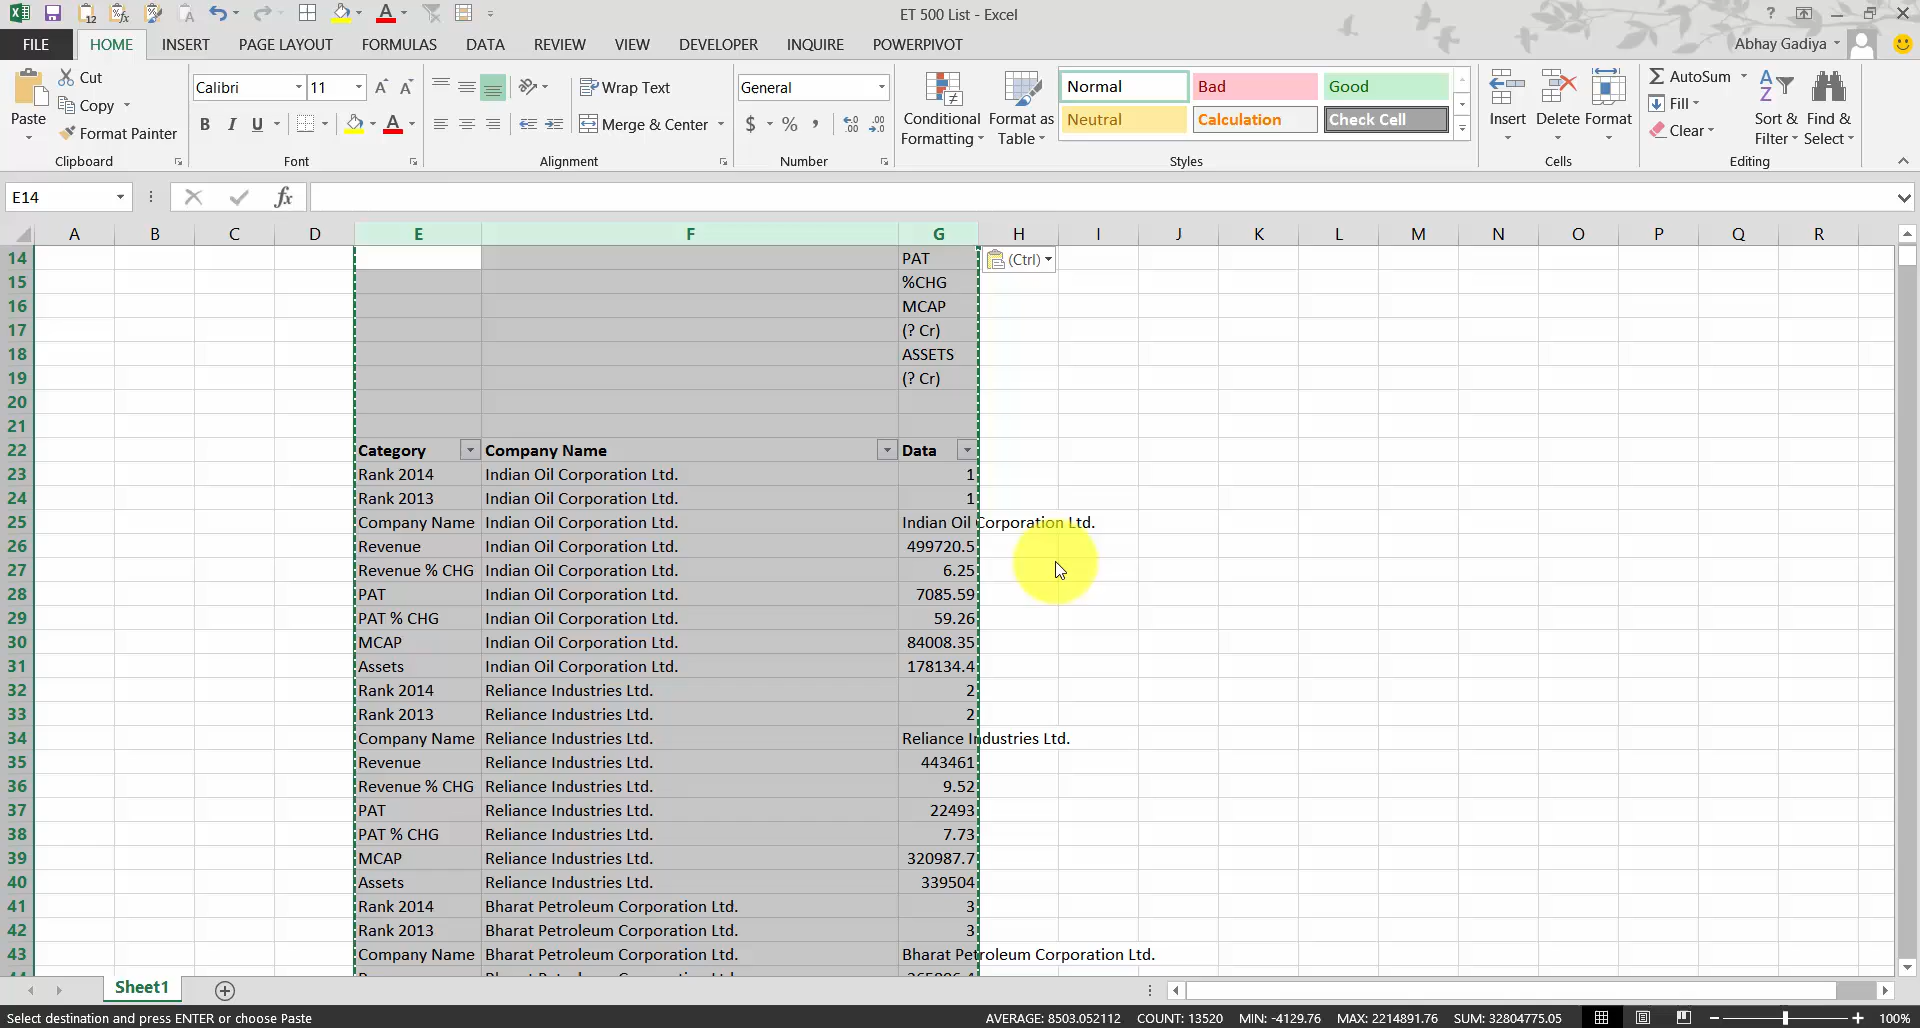 ET 500 List - Excel
?
FILE HOME INSERT PAGE LAYOUT FORMULAS DATA REVIEW VIEW DEVELOPER INQUIRE POWERPIVOT Abhay Gadiya
Paste
Cut
Copy
Format Painter
Clipboard
Calibri 11
B I U
Font
Wrap Text
Merge & Center
Alignment
General
$ % ,
Number
Conditional Formatting
Format as Table
Normal Bad Good
Neutral Calculation Check Cell
Styles
Insert Delete Format
Cells
AutoSum
Fill
Clear
Sort & Filter
Find & Select
Editing
E14 fx
A B C D E F G H I J K L M N O P Q R
14 PAT (Ctrl)
15 %CHG
16 MCAP
17 (? Cr)
18 ASSETS
19 (? Cr)
20
21
22 Category Company Name Data
23 Rank 2014 Indian Oil Corporation Ltd. 1
24 Rank 2013 Indian Oil Corporation Ltd. 1
25 Company Name Indian Oil Corporation Ltd. Indian Oil Corporation Ltd.
26 Revenue Indian Oil Corporation Ltd. 499720.5
27 Revenue % CHG Indian Oil Corporation Ltd. 6.25
28 PAT Indian Oil Corporation Ltd. 7085.59
29 PAT % CHG Indian Oil Corporation Ltd. 59.26
30 MCAP Indian Oil Corporation Ltd. 84008.35
31 Assets Indian Oil Corporation Ltd. 178134.4
32 Rank 2014 Reliance Industries Ltd. 2
33 Rank 2013 Reliance Industries Ltd. 2
34 Company Name Reliance Industries Ltd. Reliance Industries Ltd.
35 Revenue Reliance Industries Ltd. 443461
36 Revenue % CHG Reliance Industries Ltd. 9.52
37 PAT Reliance Industries Ltd. 22493
38 PAT % CHG Reliance Industries Ltd. 7.73
39 MCAP Reliance Industries Ltd. 320987.7
40 Assets Reliance Industries Ltd. 339504
41 Rank 2014 Bharat Petroleum Corporation Ltd. 3
42 Rank 2013 Bharat Petroleum Corporation Ltd. 3
43 Company Name Bharat Petroleum Corporation Ltd. Bharat Petroleum Corporation Ltd.
Sheet1
Select destination and press ENTER or choose Paste AVERAGE: 8503.052112 COUNT: 13520 MIN: -4129.76 MAX: 2214891.76 SUM: 32804775.05 100%